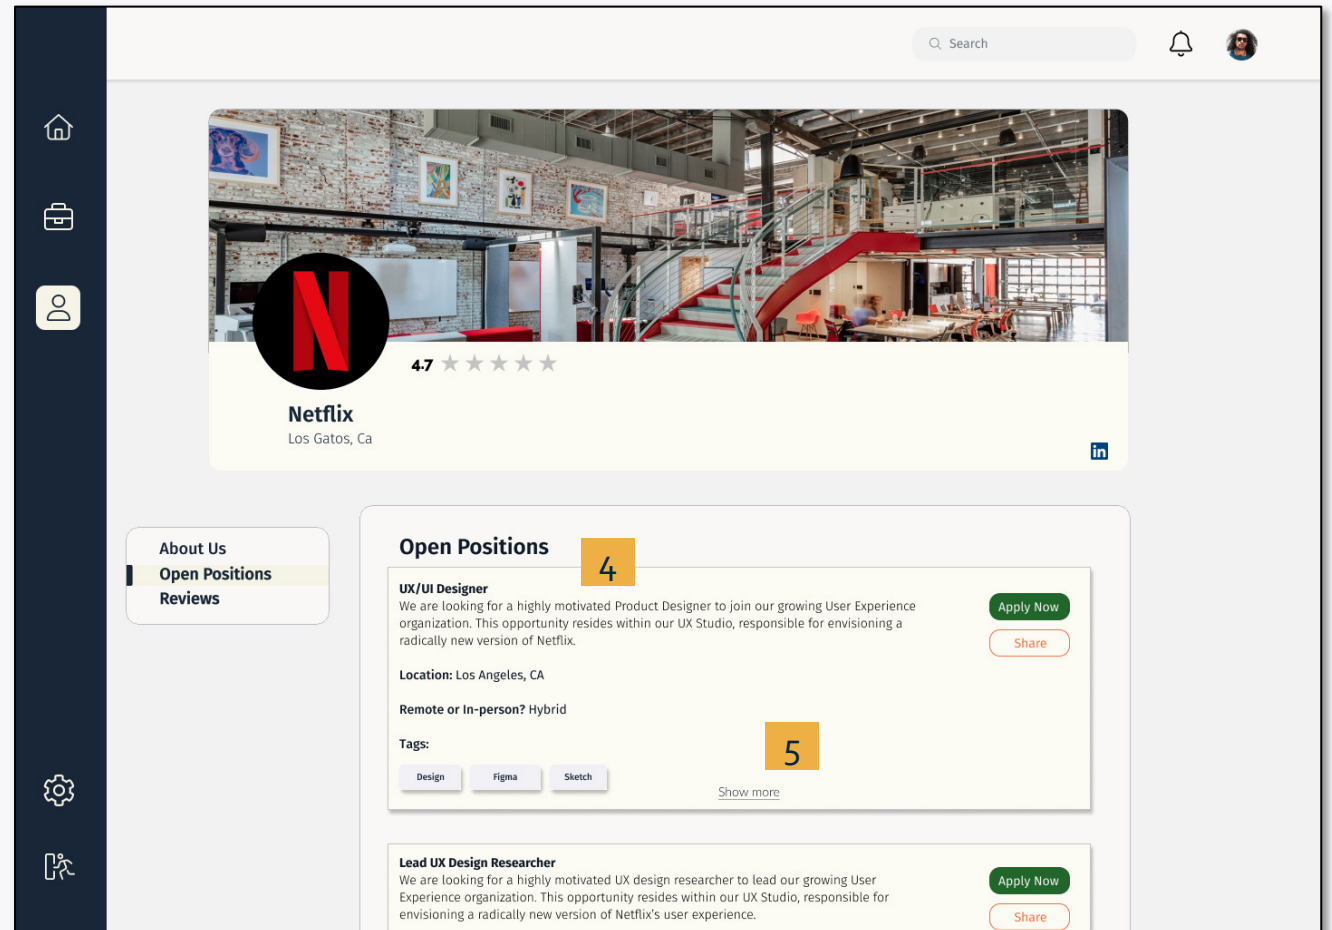 Search
N
4.7
Netflix
Los Gatos, Ca
in
About Us
Open Positions
Reviews
Open Positions
4
UX/UI Designer
We are looking for a highly motivated Product Designer to join our growing User Experience
organization. This opportunity resides within our UX Studio, responsible for envisioning a
radically new version of Netflix.
Apply Now
Share
Location: Los Angeles, CA
Remote or In-person? Hybrid
Tags:
5
Design Figma Sketch
Show more
Lead UX Design Researcher
We are looking for a highly motivated UX design researcher to lead our growing User
Experience organization. This opportunity resides within our UX Studio, responsible for
envisioning a radically new version of Netflix's user experience.
Apply Now
Share